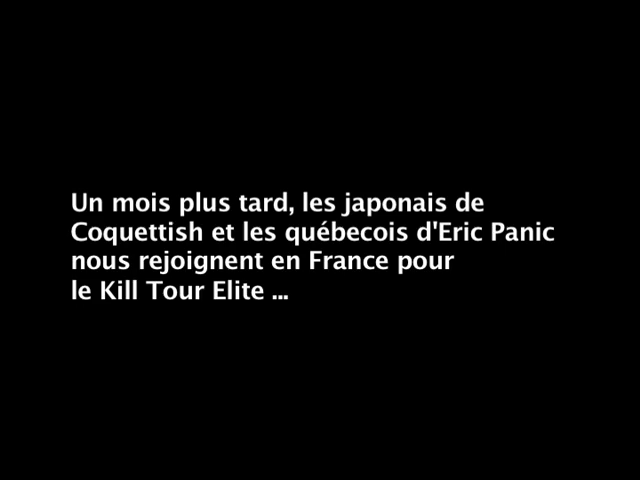 Un mois plus tard, les japonais de
Coquettish et les québecois d'Eric Panic
nous rejoignent en France pour
le Kill Tour Elite ...